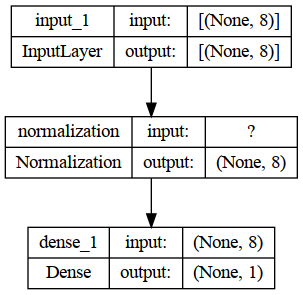 input_1 input: [(None, 8)]
InputLayer output: [(None, 8)]
normalization input: ?
Normalization output: (None, 8)
dense_1 input: (None, 8)
Dense output: (None, 1)